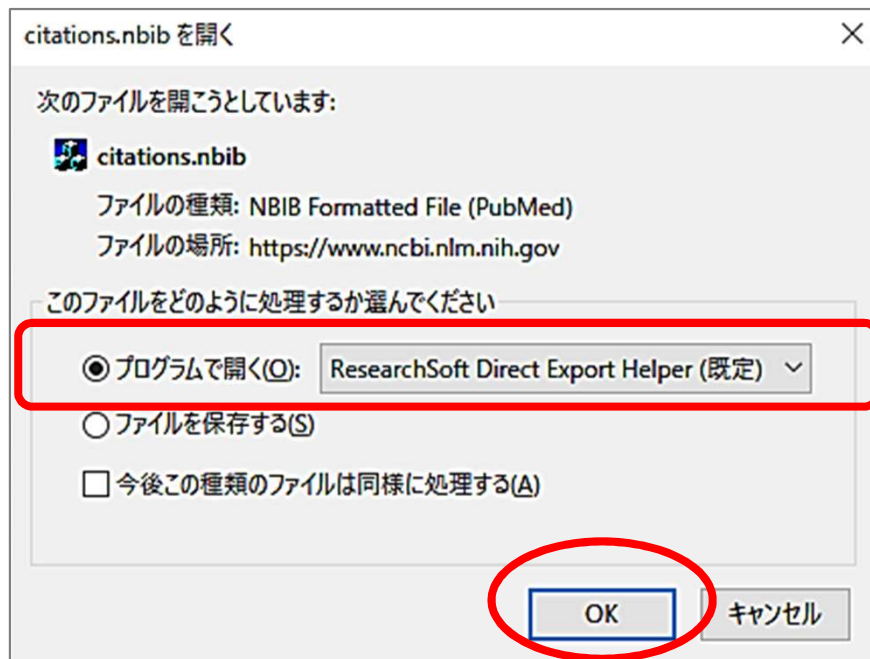 citations.nbib を開く
次のファイルを開こうとしています:
citations.nbib
ファイルの種類: NBIB Formatted File (PubMed)
ファイルの場所: https://www.ncbi.nlm.nih.gov
このファイルをどのように処理するか選んでください
プログラムで開く(O): ResearchSoft Direct Export Helper (既定)
ファイルを保存する(S)
今後この種類のファイルは同様に処理する(A)
OK キャンセル